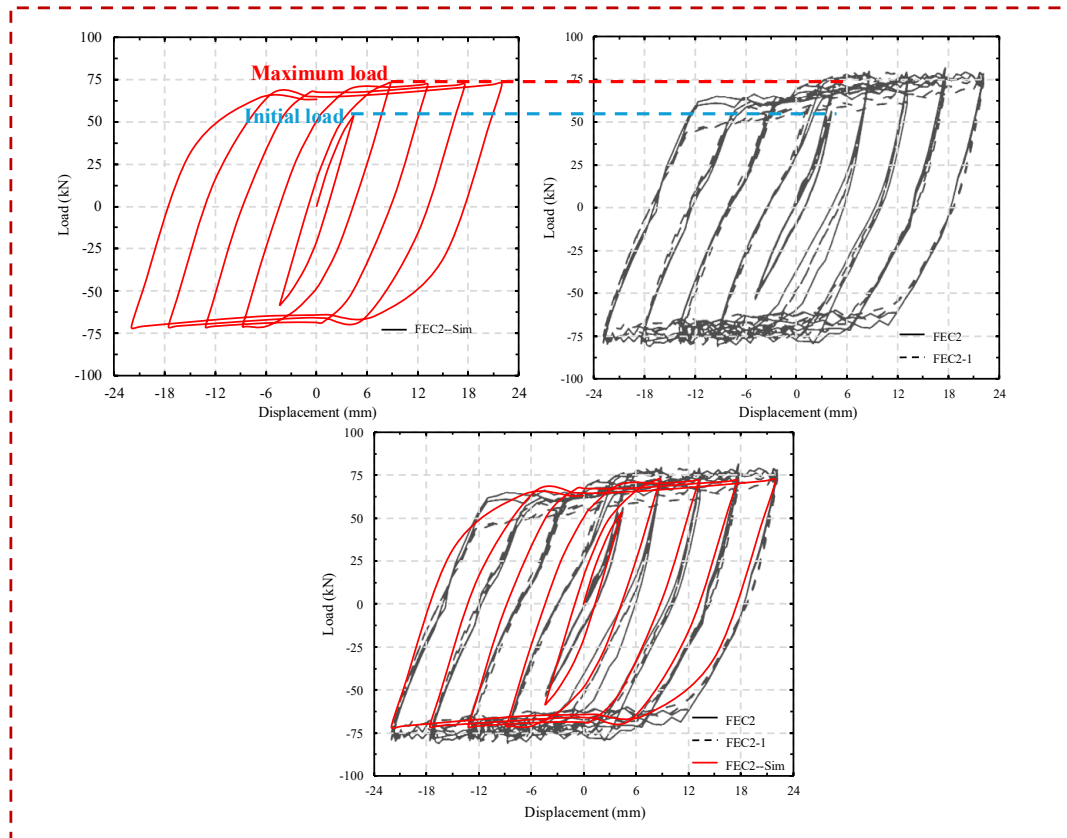 100
75
50
25
0
-25
-50
-75
-100
Load (kN)
Maximum load
Initial load
FEC2--Sim
-24 -18 -12 -6 0 6 12 18 24
Displacement (mm)
100
75
50
25
0
-25
-50
-75
-100
Load (kN)
FEC2
FEC2-1
-24 -18 -12 -6 0 6 12 18 24
Displacement (mm)
100
75
50
25
0
-25
-50
-75
-100
Load (kN)
FEC2
FEC2-1
FEC2--Sim
-24 -18 -12 -6 0 6 12 18 24
Displacement (mm)